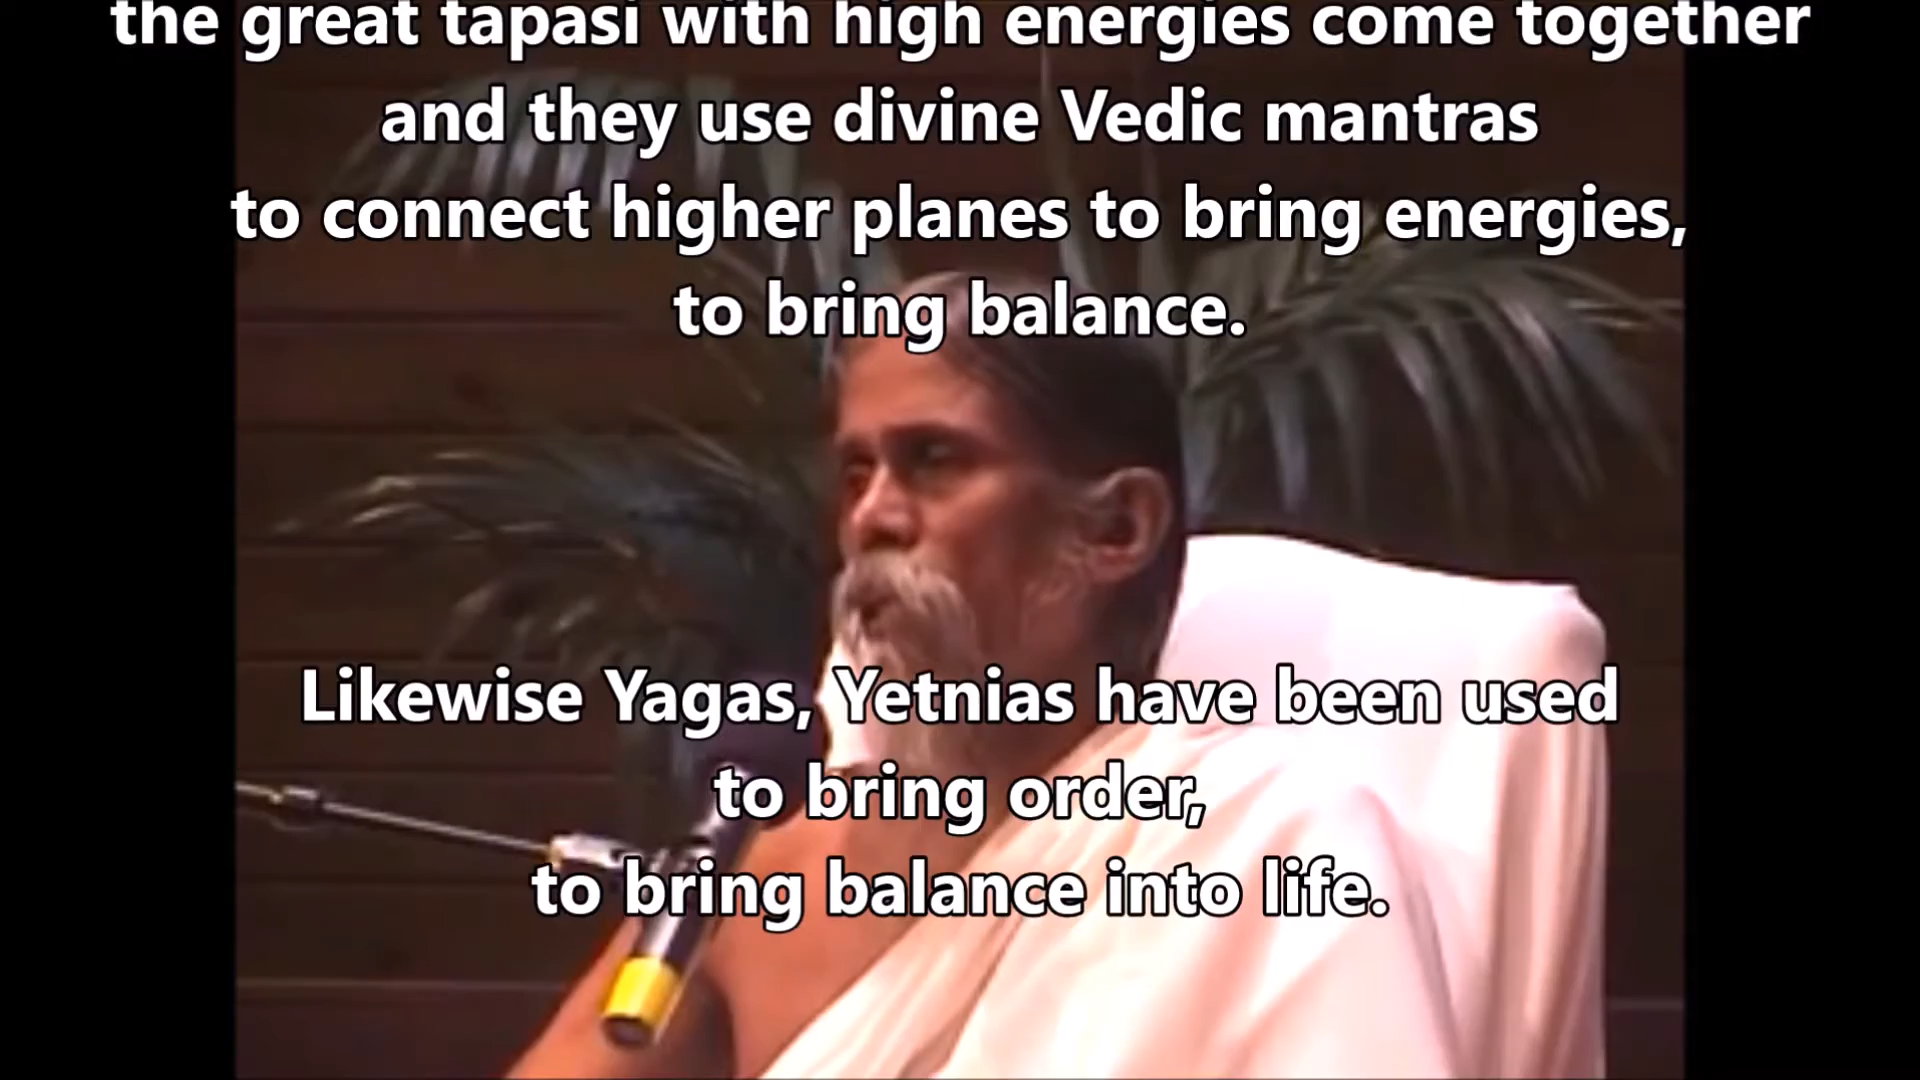 the great tapasi with high energies come together
and they use divine Vedic mantras
to connect higher planes to bring energies,
to bring balance.
Likewise Yagas, Yetnias have been used
to bring order,
to bring balance into life.